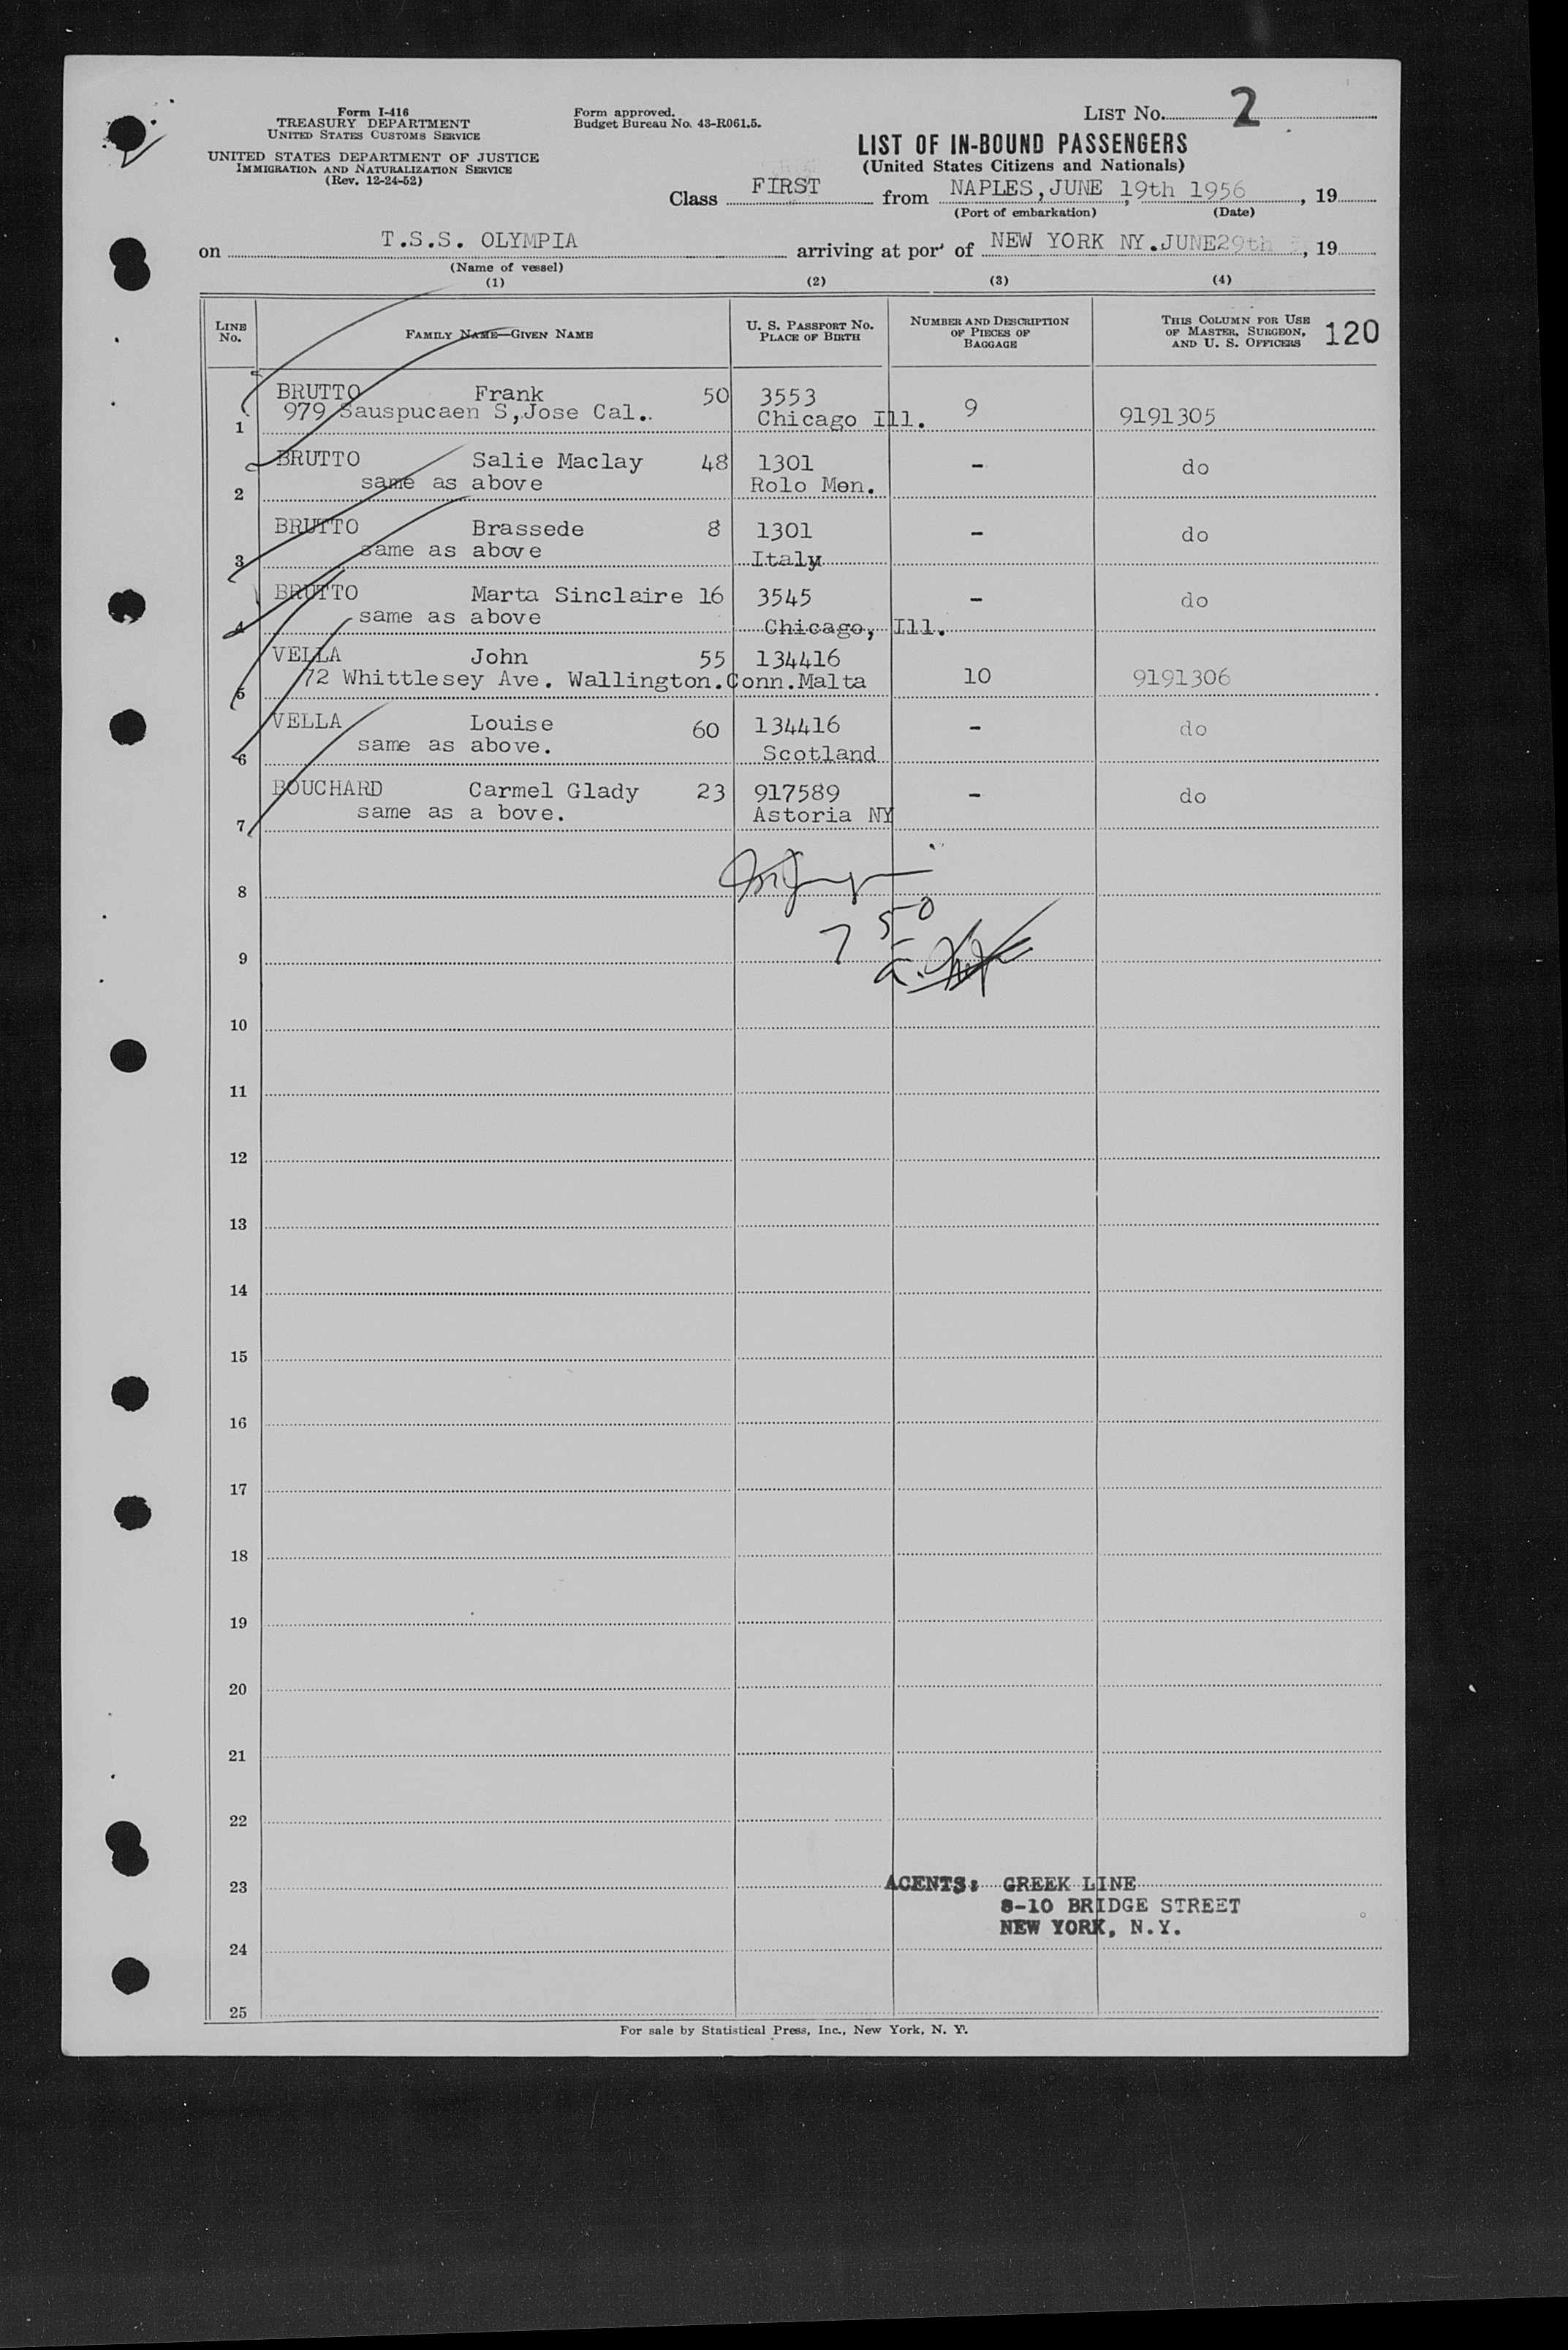 Form I-416
TREASURY DEPARTMENT
UNITED STATES CUSTOMS SERVICE
UNITED STATES DEPARTMENT OF JUSTICE
IMMIGRATION AND NATURALIZATION SERVICE
(Rev. 12-24-52)
Form approved.
Budget Bureau No. 43-R061.5.
LIST No. 2
LIST OF IN-BOUND PASSENGERS
(United States Citizens and Nationals)
Class FIRST from NAPLES,JUNE 19th 1956, 19
(Port of embarkation) (Date)
on T.S.S. OLYMPIA arriving at port of NEW YORK NY.JUNE29th, 19
(Name of vessel)
(1) (2) (3) (4)
LINE No. FAMILY NAME—GIVEN NAME U. S. PASSPORT No. PLACE OF BIRTH NUMBER AND DESCRIPTION OF PIECES OF BAGGAGE THIS COLUMN FOR USE OF MASTER, SURGEON, AND U. S. OFFICERS 120
BRUTTO Frank 50 3553
1 979 Sauspucaen S,Jose Cal. Chicago Ill. 9 9191305
BRUTTO Salie Maclay 48 1301 - do
2 same as above Rolo Men.
BRUTTO Brassede 8 1301 - do
3 same as above Italy
BRUTTO Marta Sinclaire 16 3545 - do
4 same as above Chicago, Ill.
VELLA John 55 134416
5 72 Whittlesey Ave. Wallington.Conn.Malta 10 9191306
VELLA Louise 60 134416 - do
6 same as above. Scotland
BOUCHARD Carmel Glady 23 917589 - do
7 same as a bove. Astoria NY
8
7 50
9
10
11
12
13
14
15
16
17
18
19
20
21
22
23 AGENTS: GREEK LINE
8-10 BRIDGE STREET
NEW YORK, N.Y.
24
25
For sale by Statistical Press, Inc., New York, N. Y.